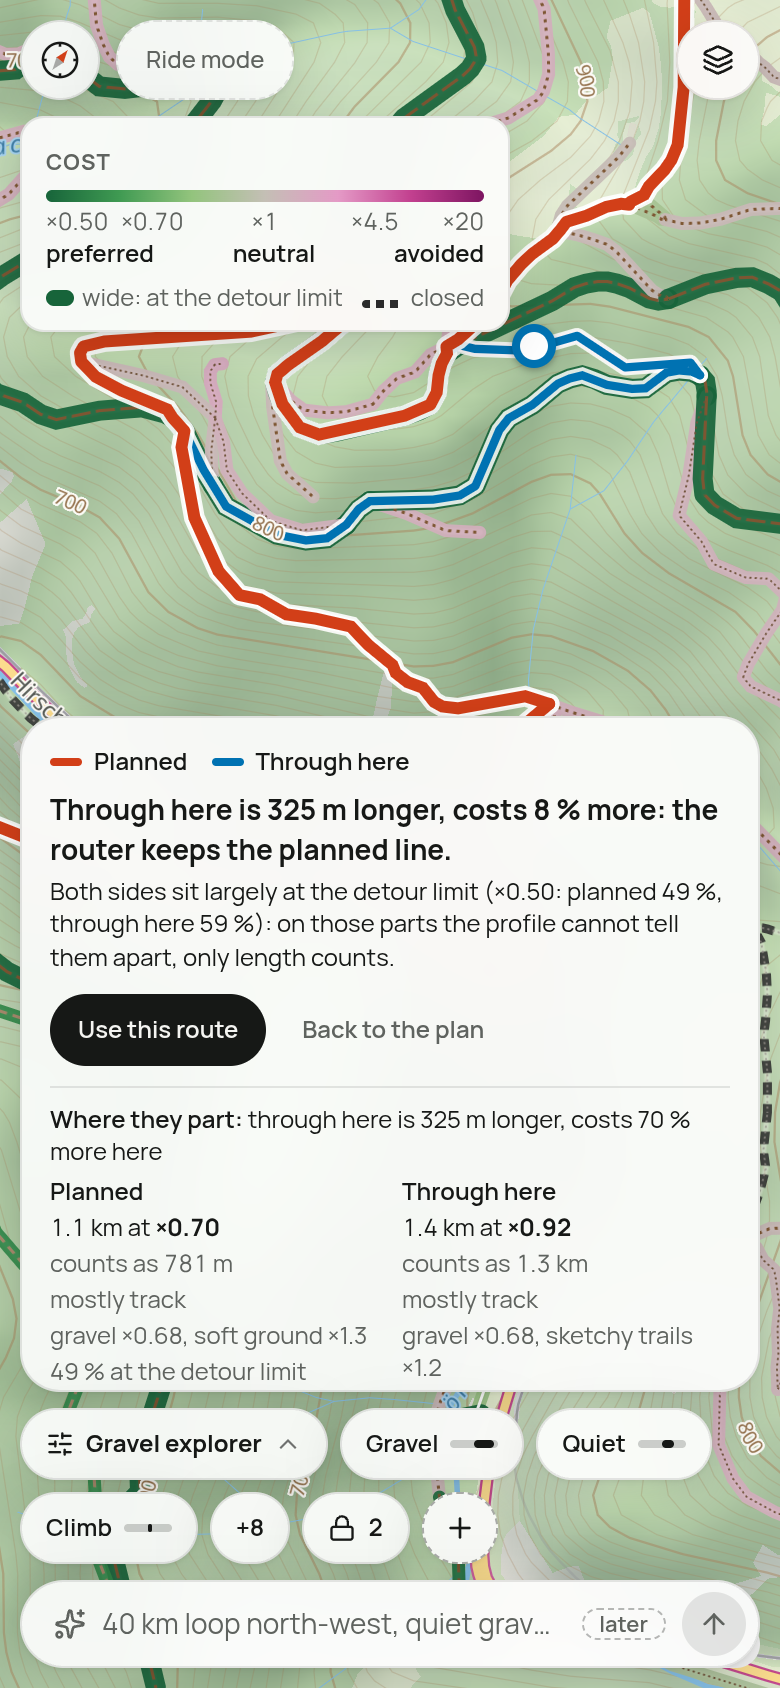 Ride mode
900
COST
×0.50 ×0.70 ×1 ×4.5 ×20
preferred neutral avoided
wide: at the detour limit closed
700
800
Hirsch
Planned Through here
Through here is 325 m longer, costs 8 % more: the
router keeps the planned line.
Both sides sit largely at the detour limit (×0.50: planned 49 %,
through here 59 %): on those parts the profile cannot tell
them apart, only length counts.
Use this route Back to the plan
Where they part: through here is 325 m longer, costs 70 %
more here
Planned
1.1 km at ×0.70
counts as 781 m
mostly track
gravel ×0.68, soft ground ×1.3
49 % at the detour limit
Through here
1.4 km at ×0.92
counts as 1.3 km
mostly track
gravel ×0.68, sketchy trails
×1.2
Gravel explorer Gravel Quiet
800
Climb +8 2
40 km loop north-west, quiet grav... later